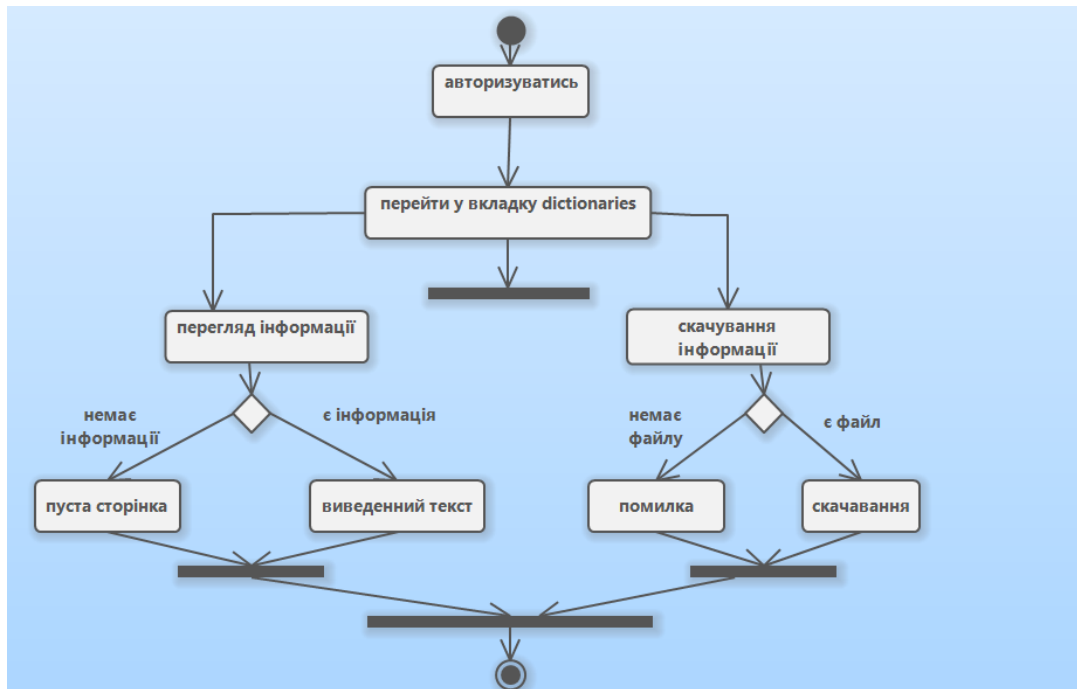 авторизуватись
перейти у вкладку dictionaries
перегляд інформації
скачування
інформації
немає
інформації
є інформація
немає
файлу
є файл
пуста сторінка
виведенний текст
помилка
скачавання